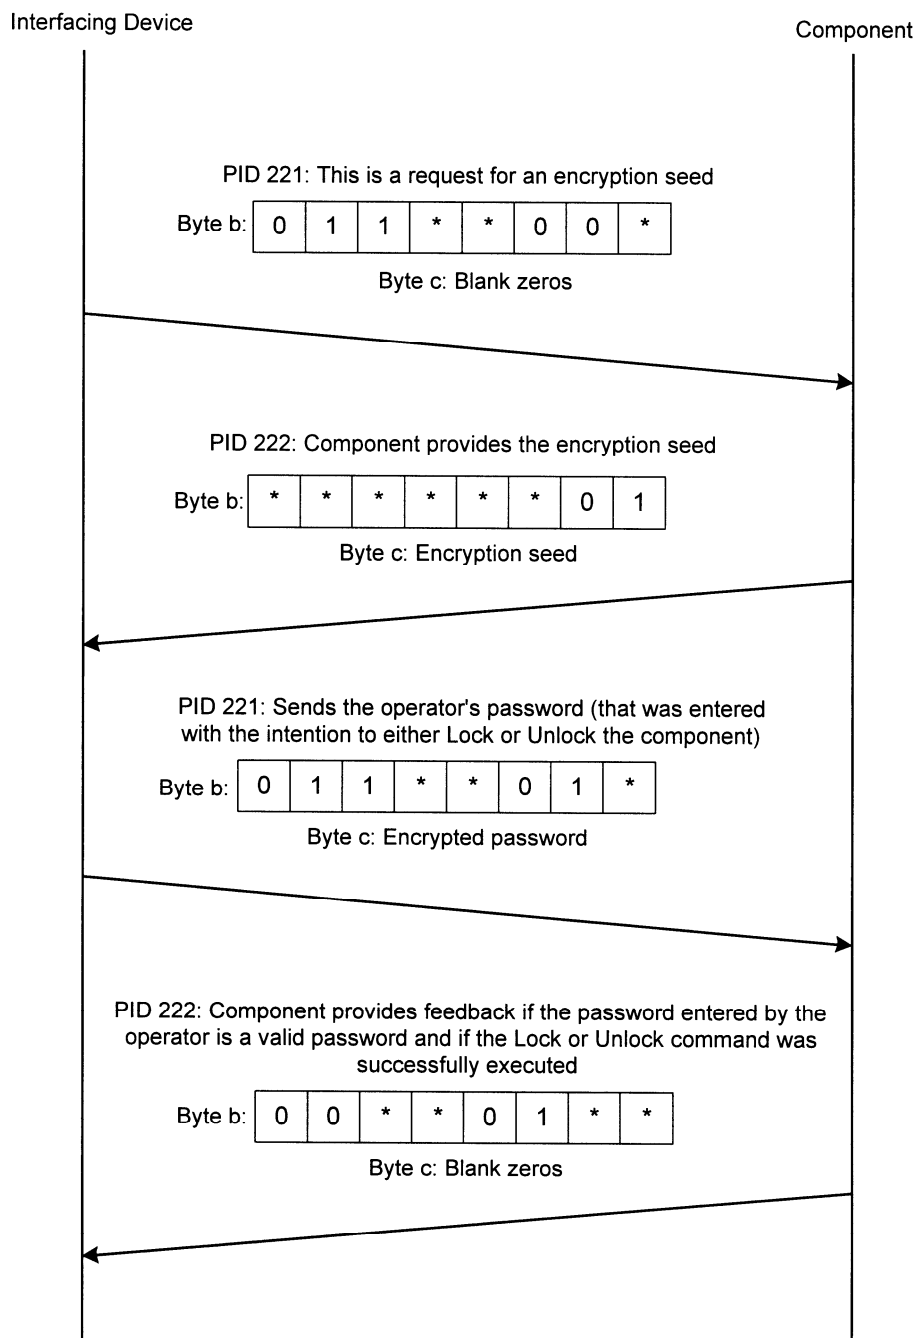 Interfacing Device
Component
PID 221: This is a request for an encryption seed
Byte b: 0 1 1 * * 0 0 *
Byte c: Blank zeros
PID 222: Component provides the encryption seed
Byte b: * * * * * * 0 1
Byte c: Encryption seed
PID 221: Sends the operator's password (that was entered
with the intention to either Lock or Unlock the component)
Byte b: 0 1 1 * * 0 1 *
Byte c: Encrypted password
PID 222: Component provides feedback if the password entered by the
operator is a valid password and if the Lock or Unlock command was
successfully executed
Byte b: 0 0 * * 0 1 * *
Byte c: Blank zeros